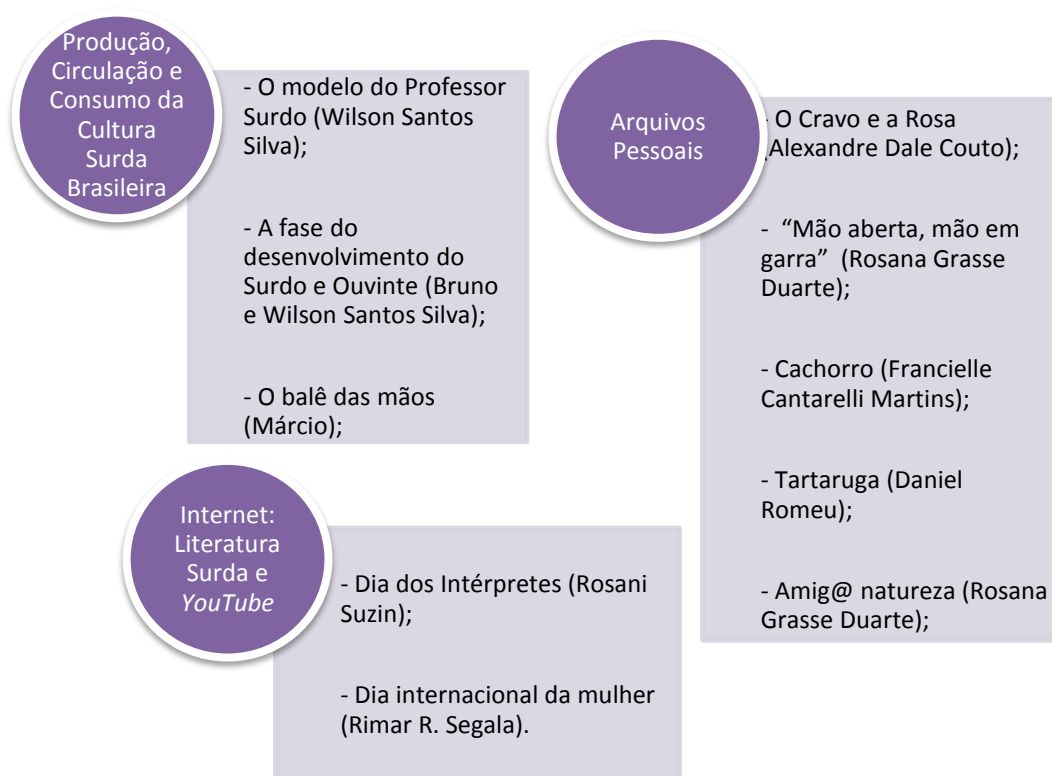 Produção,
Circulação e
Consumo da
Cultura
Surda
Brasileira
- O modelo do Professor
Surdo (Wilson Santos
Silva);
- A fase do
desenvolvimento do
Surdo e Ouvinte (Bruno
e Wilson Santos Silva);
- O balê das mãos
(Márcio);
Arquivos
Pessoais
- O Cravo e a Rosa
(Alexandre Dale Couto);
- “Mão aberta, mão em
garra” (Rosana Grasse
Duarte);
- Cachorro (Francielle
Cantarelli Martins);
- Tartaruga (Daniel
Romeu);
- Amig@ natureza (Rosana
Grasse Duarte);
Internet:
Literatura
Surda e
YouTube
- Dia dos Intérpretes (Rosani
Suzin);
- Dia internacional da mulher
(Rimar R. Segala).